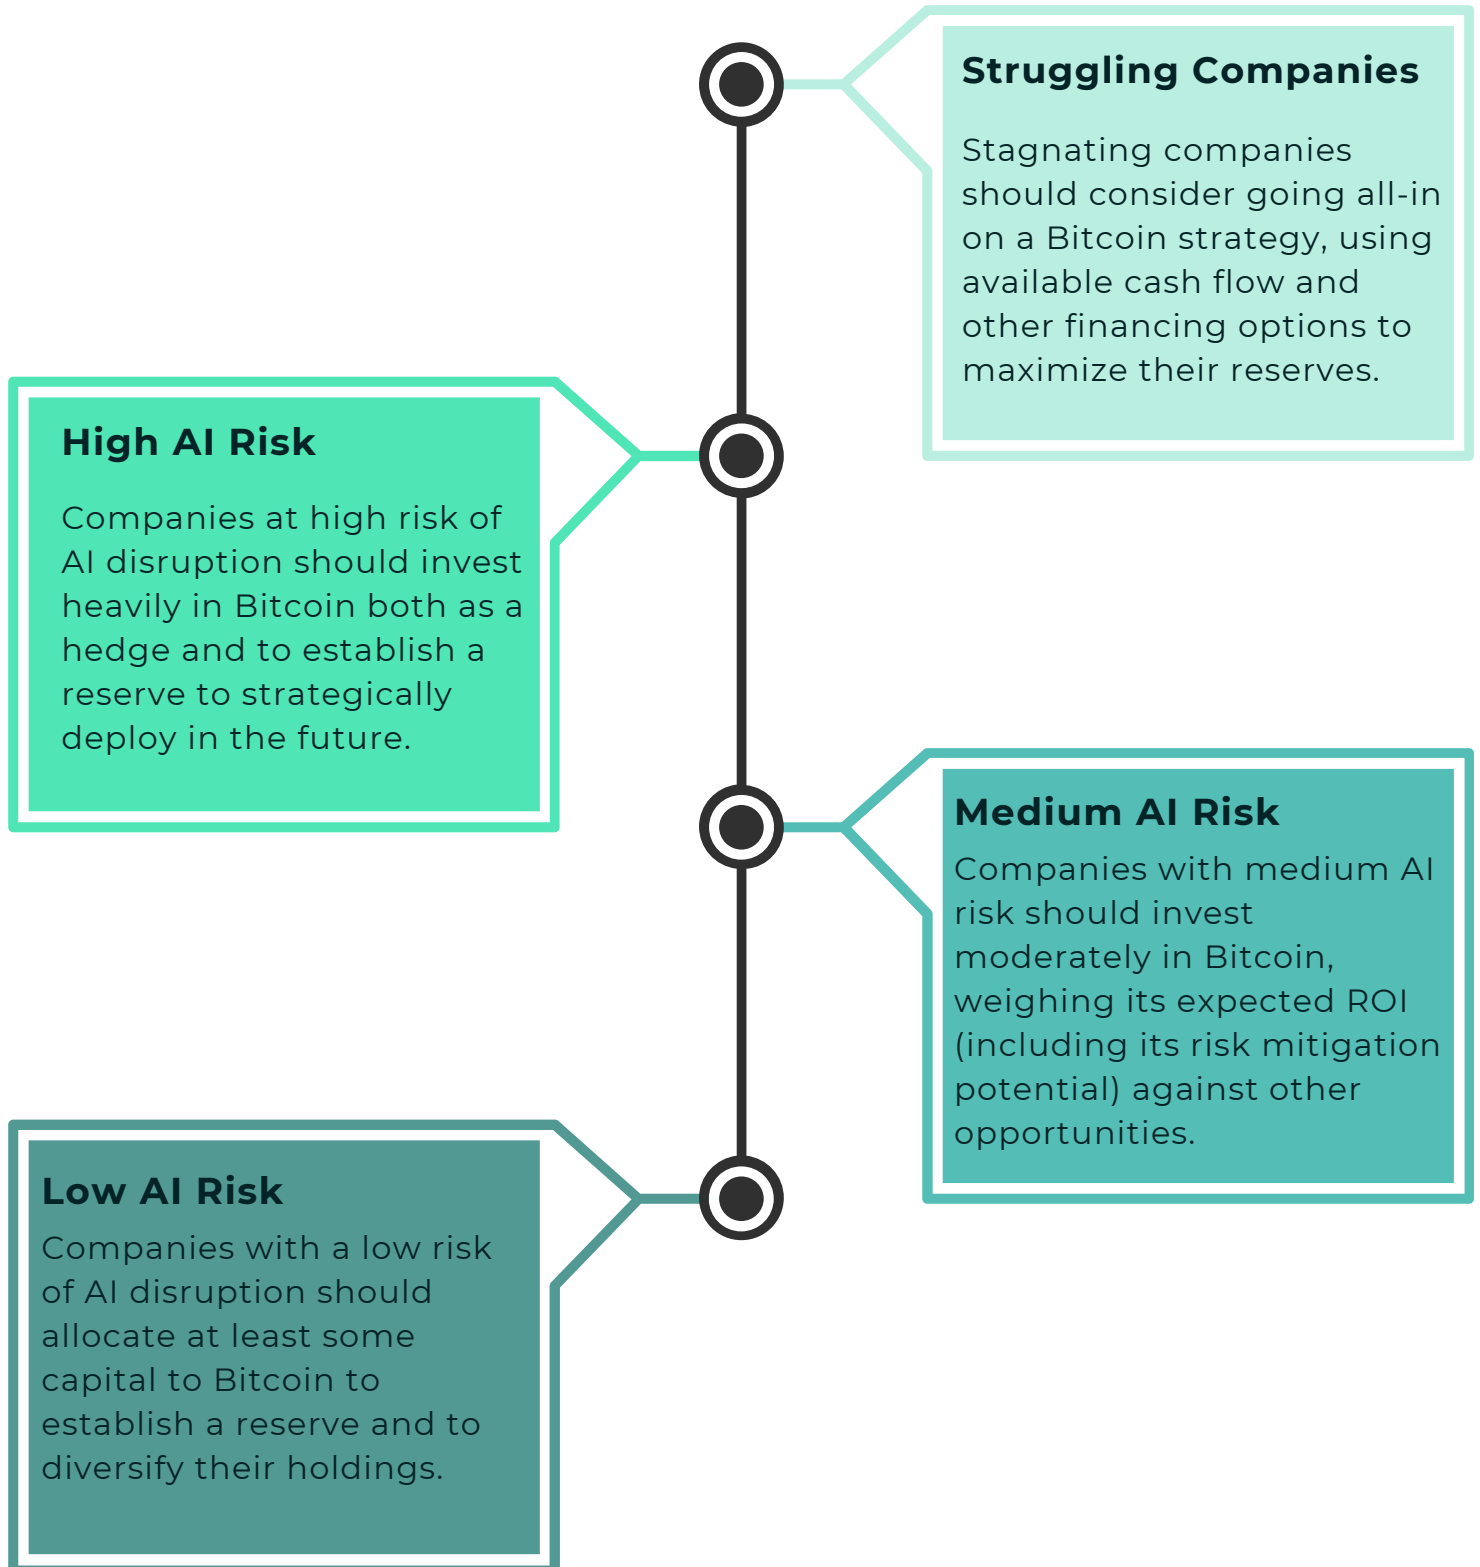 Struggling Companies
Stagnating companies
should consider going all-in
on a Bitcoin strategy, using
available cash flow and
other financing options to
maximize their reserves.
High AI Risk
Companies at high risk of
AI disruption should invest
heavily in Bitcoin both as a
hedge and to establish a
reserve to strategically
deploy in the future.
Medium AI Risk
Companies with medium AI
risk should invest
moderately in Bitcoin,
weighing its expected ROI
(including its risk mitigation
potential) against other
opportunities.
Low AI Risk
Companies with a low risk
of AI disruption should
allocate at least some
capital to Bitcoin to
establish a reserve and to
diversify their holdings.